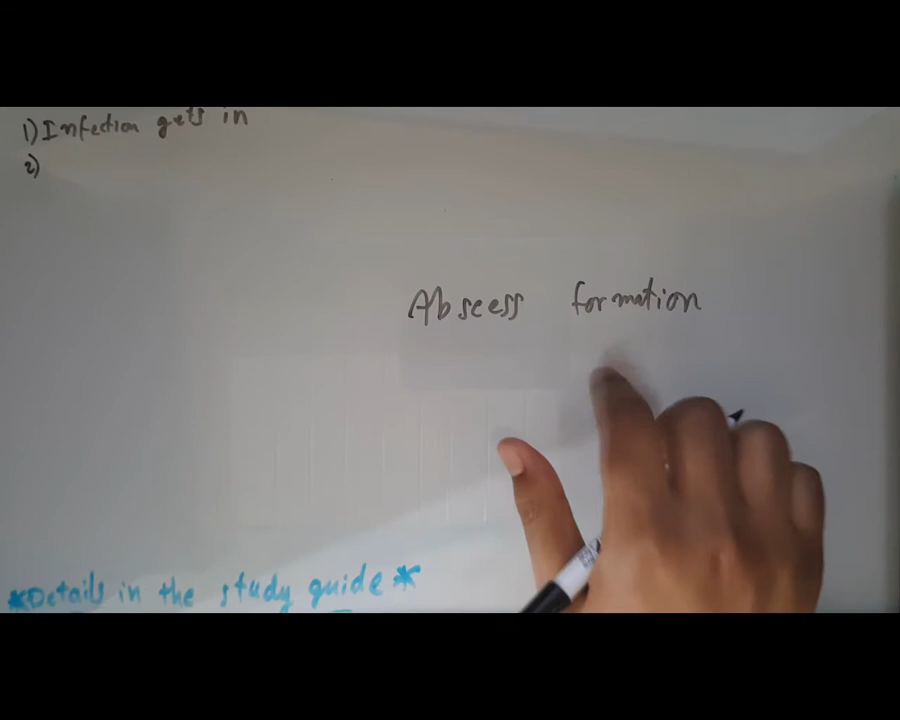 1) Infection gets in
2)
Abscess formation
*Details in the study guide*